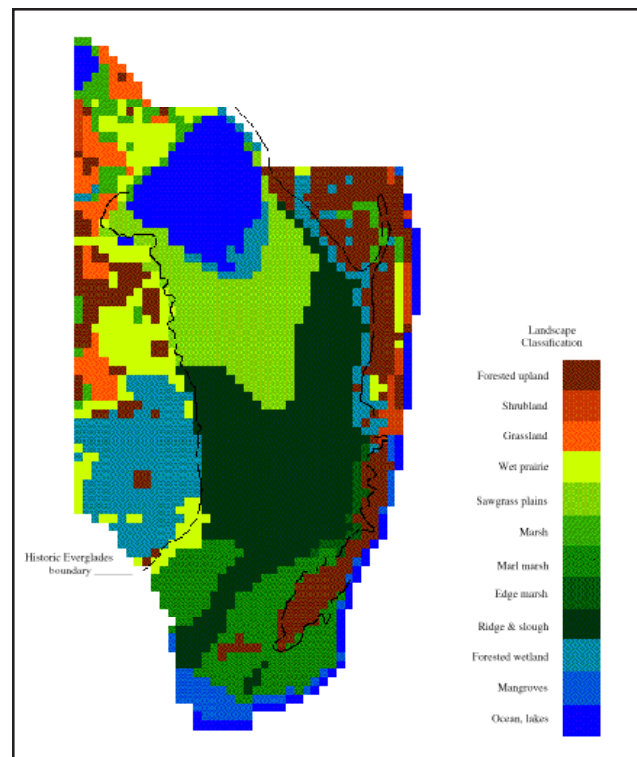 Landscape
Classification
Forested upland
Shrubland
Grassland
Wet prairie
Sawgrass plains
Marsh
Marl marsh
Edge marsh
Ridge & slough
Forested wetland
Mangroves
Ocean, lakes
Historic Everglades
boundary